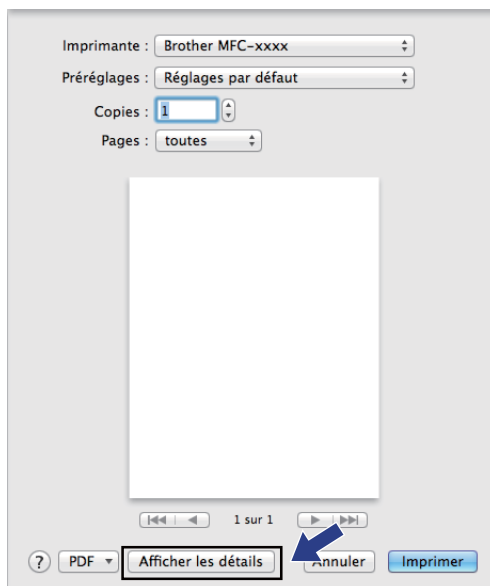 Imprimante : Brother MFC-xxxx
Préréglages : Réglages par défaut
Copies : 1
Pages : toutes
1 sur 1
? PDF Afficher les détails Annuler Imprimer